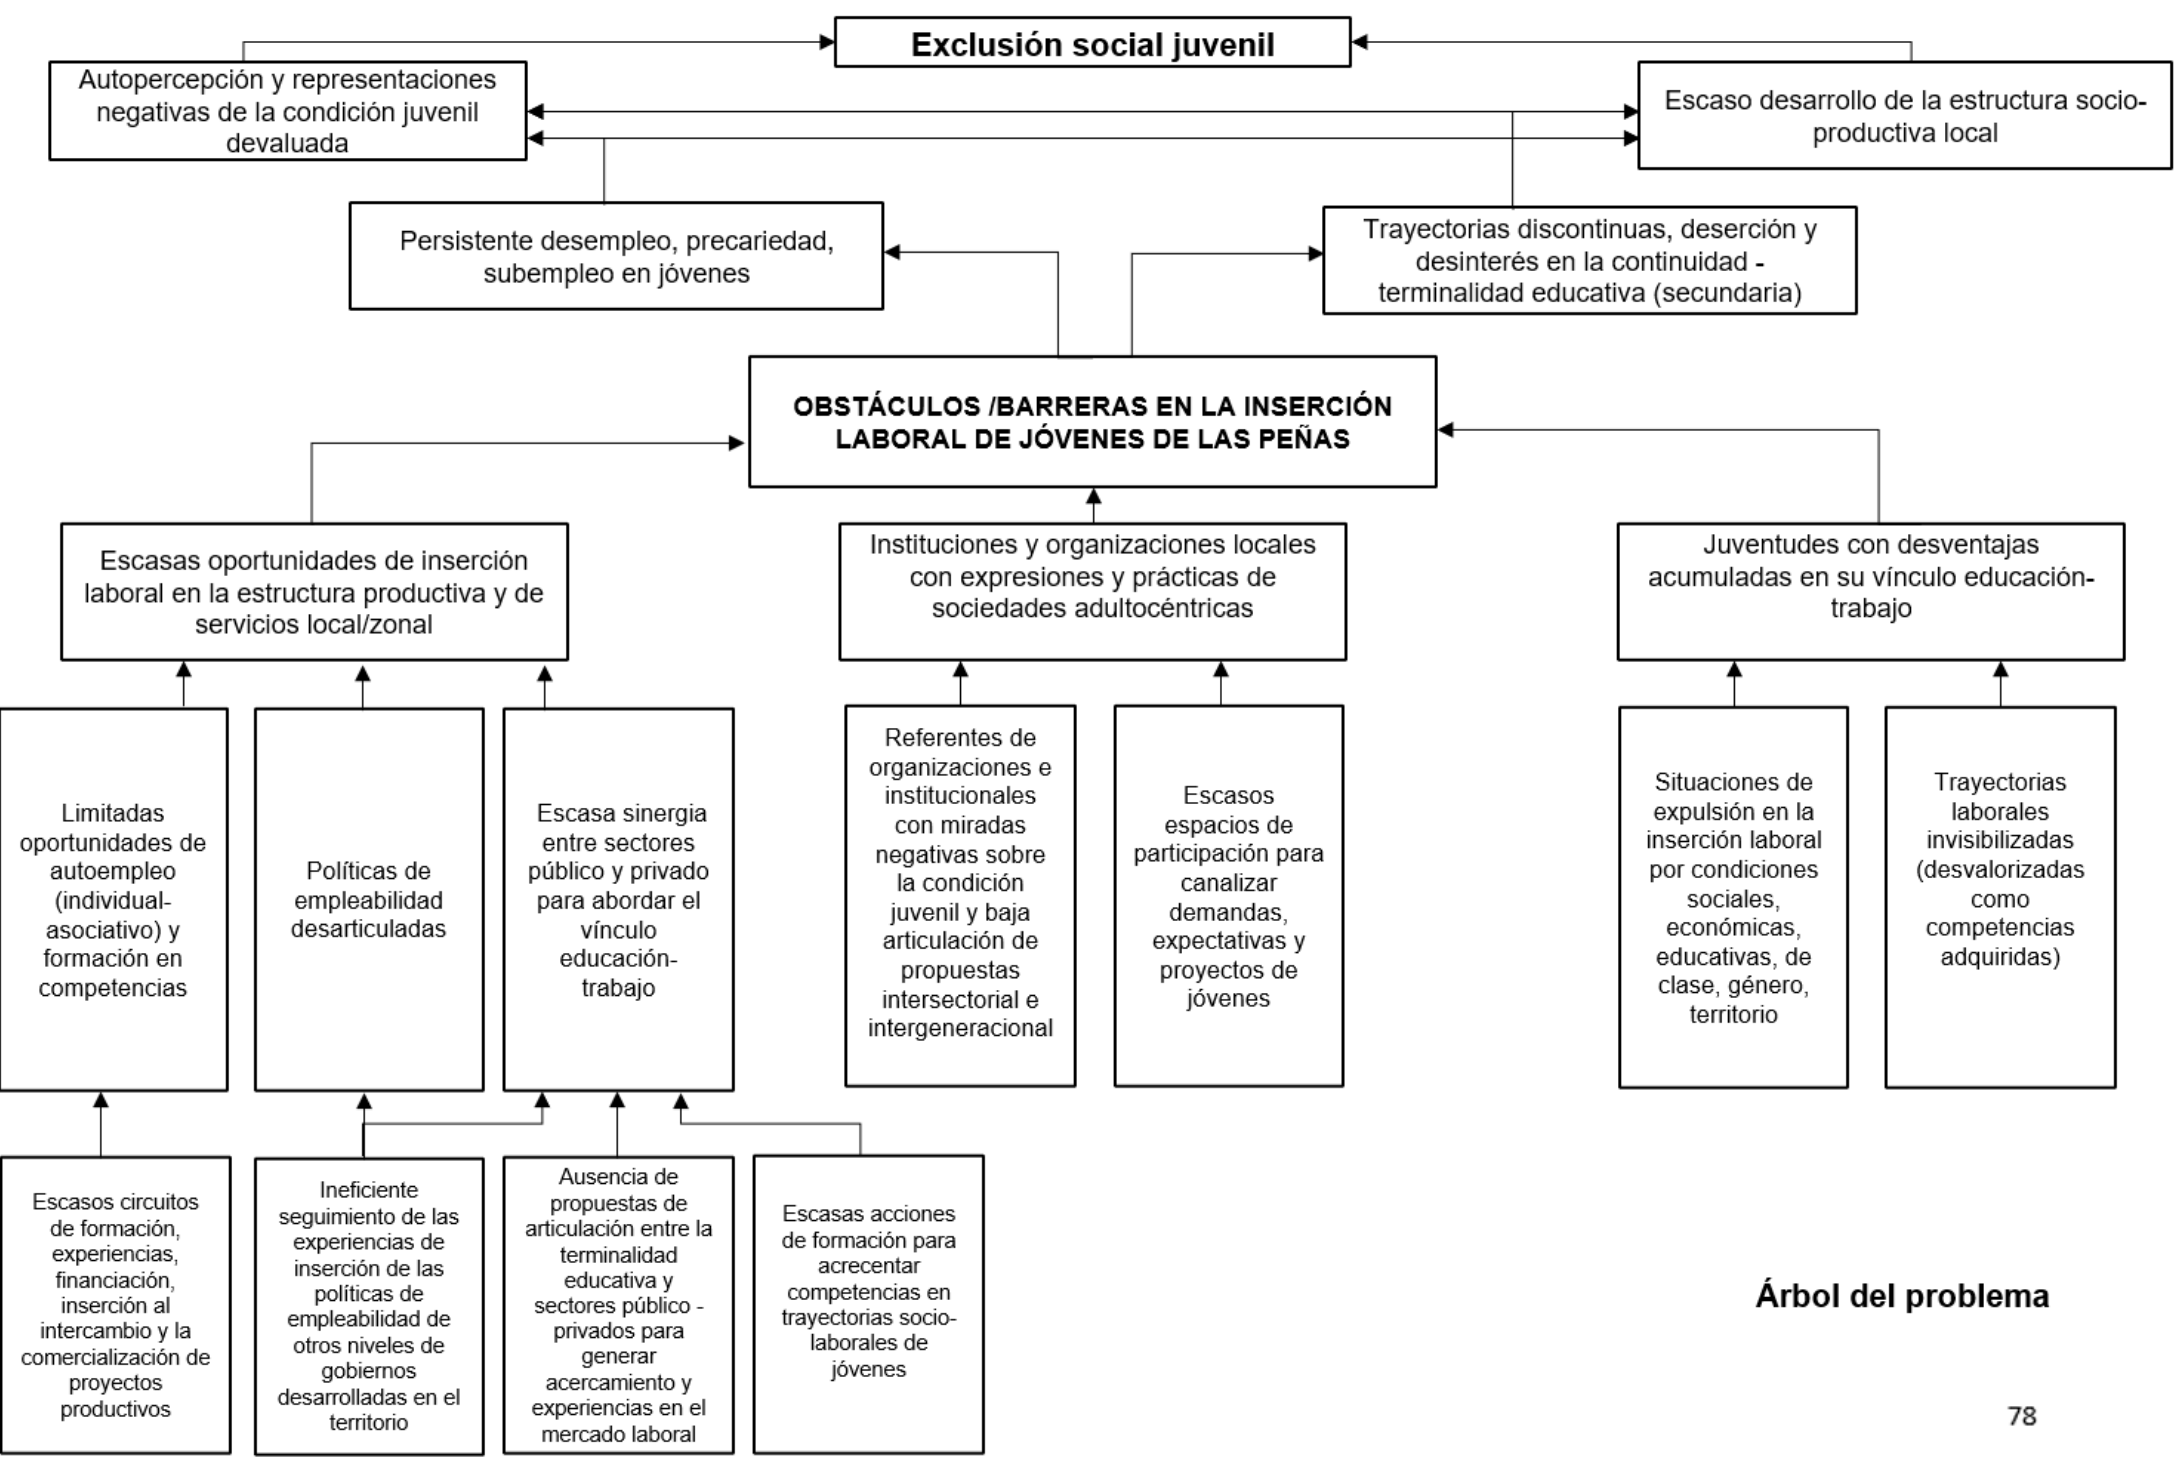 Exclusión social juvenil
Autopercepción y representaciones
negativas de la condición juvenil
devaluada
Escaso desarrollo de la estructura socio-
productiva local
Persistente desempleo, precariedad,
subempleo en jóvenes
Trayectorias discontinuas, deserción y
desinterés en la continuidad -
terminalidad educativa (secundaria)
OBSTÁCULOS /BARRERAS EN LA INSERCIÓN
LABORAL DE JÓVENES DE LAS PEÑAS
Escasas oportunidades de inserción
laboral en la estructura productiva y de
servicios local/zonal
Instituciones y organizaciones locales
con expresiones y prácticas de
sociedades adultocéntricas
Juventudes con desventajas
acumuladas en su vínculo educación-
trabajo
Limitadas
oportunidades de
autoempleo
(individual-
asociativo) y
formación en
competencias
Políticas de
empleabilidad
desarticuladas
Escasa sinergia
entre sectores
público y privado
para abordar el
vínculo
educación-
trabajo
Referentes de
organizaciones e
institucionales
con miradas
negativas sobre
la condición
juvenil y baja
articulación de
propuestas
intersectorial e
intergeneracional
Escasos
espacios de
participación para
canalizar
demandas,
expectativas y
proyectos de
jóvenes
Situaciones de
expulsión en la
inserción laboral
por condiciones
sociales,
económicas,
educativas, de
clase, género,
territorio
Trayectorias
laborales
invisibilizadas
(desvalorizadas
como
competencias
adquiridas)
Escasos circuitos
de formación,
experiencias,
financiación,
inserción al
intercambio y la
comercialización de
proyectos
productivos
Ineficiente
seguimiento de las
experiencias de
inserción de las
políticas de
empleabilidad de
otros niveles de
gobiernos
desarrolladas en el
territorio
Ausencia de
propuestas de
articulación entre la
terminalidad
educativa y
sectores público -
privados para
generar
acercamiento y
experiencias en el
mercado laboral
Escasas acciones
de formación para
acrecentar
competencias en
trayectorias socio-
laborales de
jóvenes
Árbol del problema
78